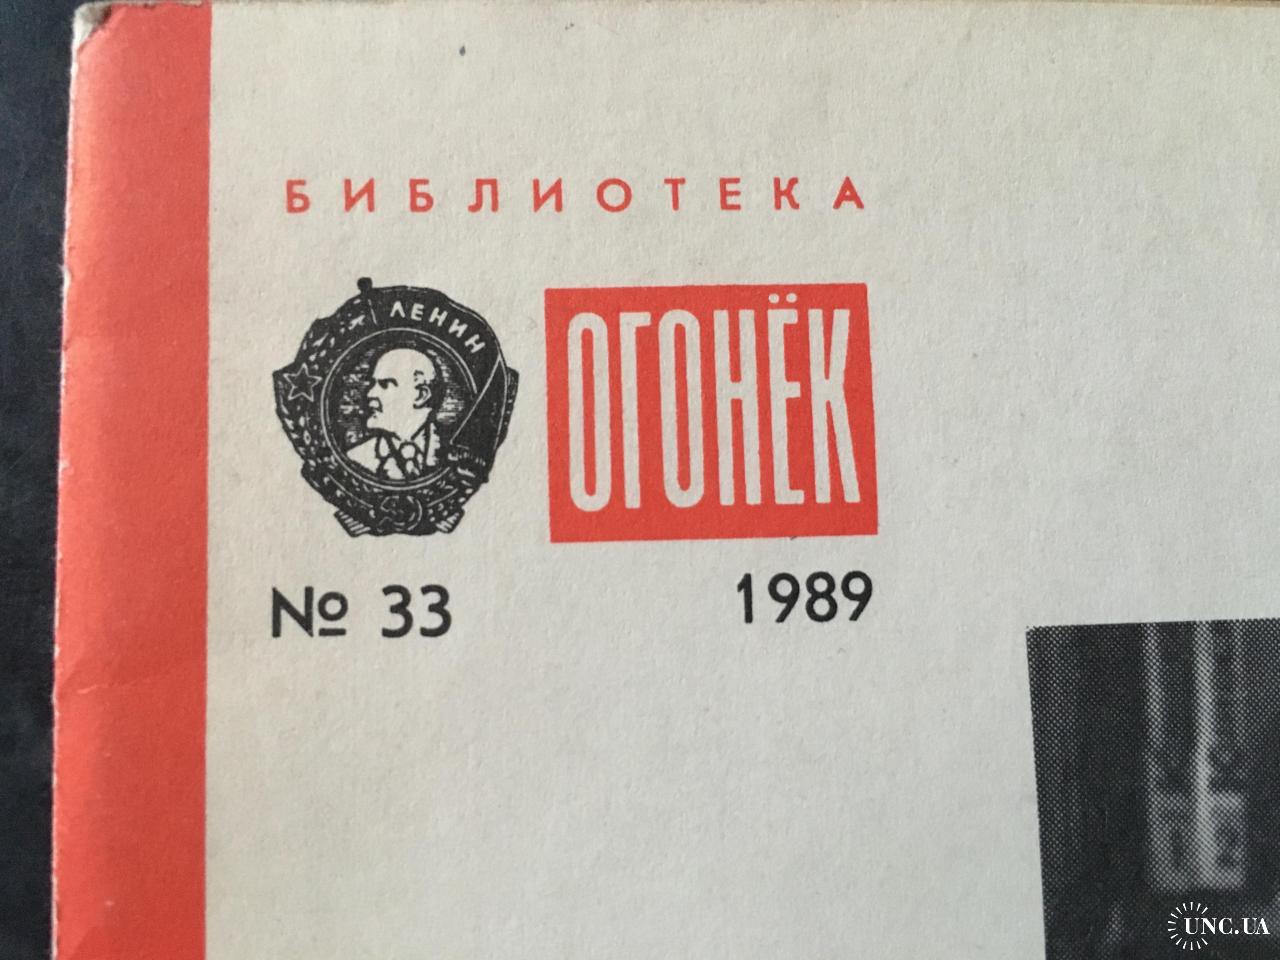 БИБЛИОТЕКА
ЛЕНИН
ОГОНЁК
№ 33
1989
UNC.UA